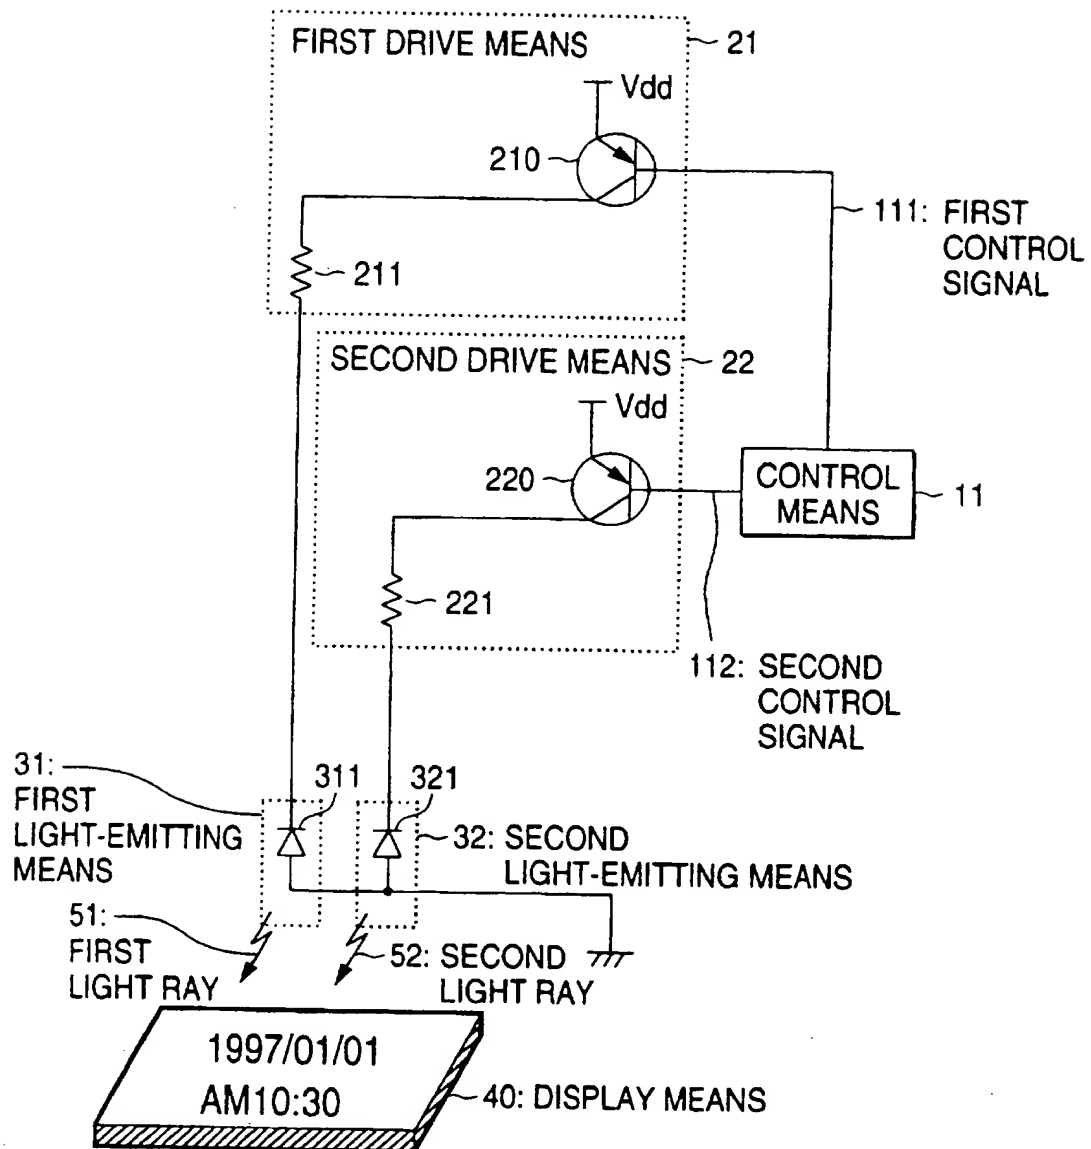 FIRST DRIVE MEANS
21
Vdd
210
111: FIRST
CONTROL
SIGNAL
211
SECOND DRIVE MEANS
22
Vdd
220
CONTROL
MEANS
11
221
112: SECOND
CONTROL
SIGNAL
31:
FIRST
LIGHT-EMITTING
MEANS
311
321
32: SECOND
LIGHT-EMITTING MEANS
51:
FIRST
LIGHT RAY
52: SECOND
LIGHT RAY
1997/01/01
AM10:30
40: DISPLAY MEANS